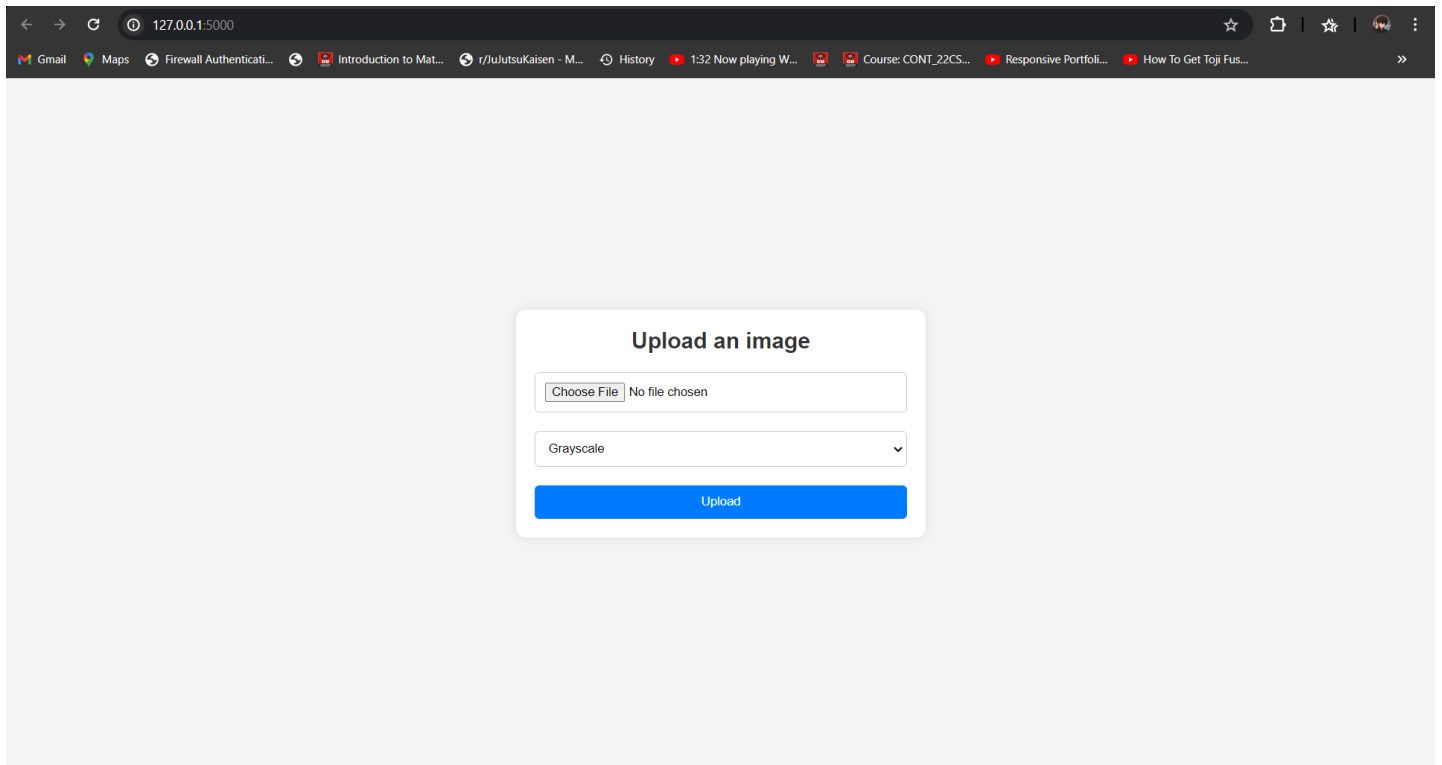 127.0.0.1:5000
Gmail Maps Firewall Authenticati... Introduction to Mat... r/JuJutsuKaisen - M... History 1:32 Now playing W... Course: CONT_22CS... Responsive Portfoli... How To Get Toji Fus...
Upload an image
Choose File No file chosen
Grayscale
Upload